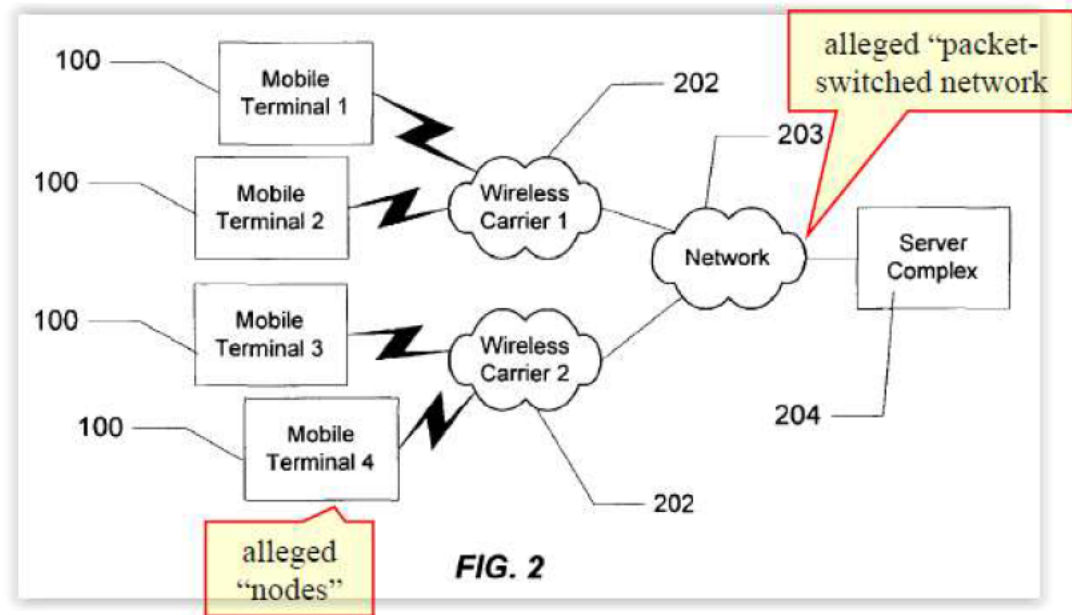 alleged “packet-
switched network
100
Mobile
Terminal 1
202
203
100
Mobile
Terminal 2
Wireless
Carrier 1
Network
Server
Complex
100
Mobile
Terminal 3
Wireless
Carrier 2
204
100
Mobile
Terminal 4
202
alleged
“nodes”
FIG. 2